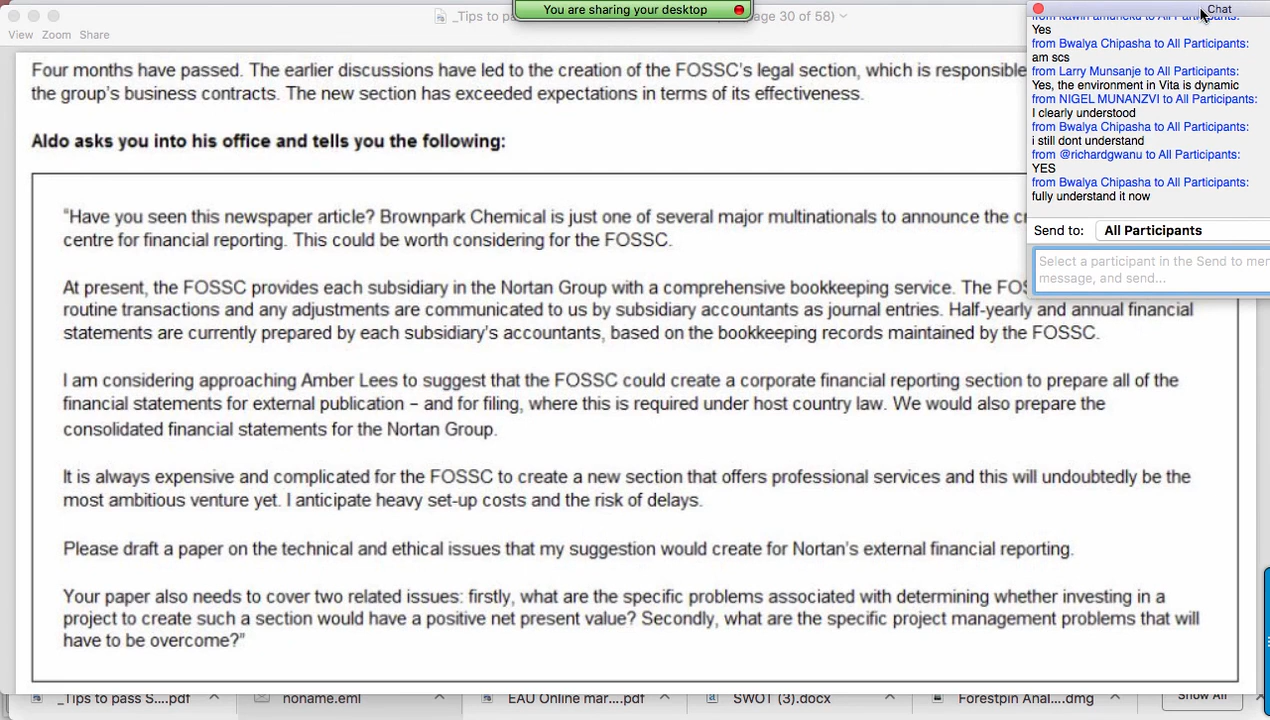 You are sharing your desktop
_Tips to pa
age 30 of 58)
Chat
View Zoom Share
Four months have passed. The earlier discussions have led to the creation of the FOSSC's legal section, which is responsible
the group's business contracts. The new section has exceeded expectations in terms of its effectiveness.
Aldo asks you into his office and tells you the following:
"Have you seen this newspaper article? Brownpark Chemical is just one of several major multinationals to announce the cr
centre for financial reporting. This could be worth considering for the FOSSC.
At present, the FOSSC provides each subsidiary in the Nortan Group with a comprehensive bookkeeping service. The FOS
routine transactions and any adjustments are communicated to us by subsidiary accountants as journal entries. Half-yearly and annual financial
statements are currently prepared by each subsidiary's accountants, based on the bookkeeping records maintained by the FOSSC.
I am considering approaching Amber Lees to suggest that the FOSSC could create a corporate financial reporting section to prepare all of the
financial statements for external publication – and for filing, where this is required under host country law. We would also prepare the
consolidated financial statements for the Nortan Group.
It is always expensive and complicated for the FOSSC to create a new section that offers professional services and this will undoubtedly be the
most ambitious venture yet. I anticipate heavy set-up costs and the risk of delays.
Please draft a paper on the technical and ethical issues that my suggestion would create for Nortan's external financial reporting.
Your paper also needs to cover two related issues: firstly, what are the specific problems associated with determining whether investing in a
project to create such a section would have a positive net present value? Secondly, what are the specific project management problems that will
have to be overcome?"
to All Participants:
Yes
from Bwalya Chipasha to All Participants:
am scs
from Larry Munsanje to All Participants:
Yes, the environment in Vita is dynamic
from NIGEL MUNANZVI to All Participants:
I clearly understood
from Bwalya Chipasha to All Participants:
i still dont understand
from @richardgwanu to All Participants:
YES
from Bwalya Chipasha to All Participants:
fully understand it now
Send to: All Participants
Select a participant in the Send to mer
message, and send...
_Tips to pass S....pdf
noname.eml
EAU Online mar....pdf
SWOT (3).docx
Forestpin Anal....dmg
Show All